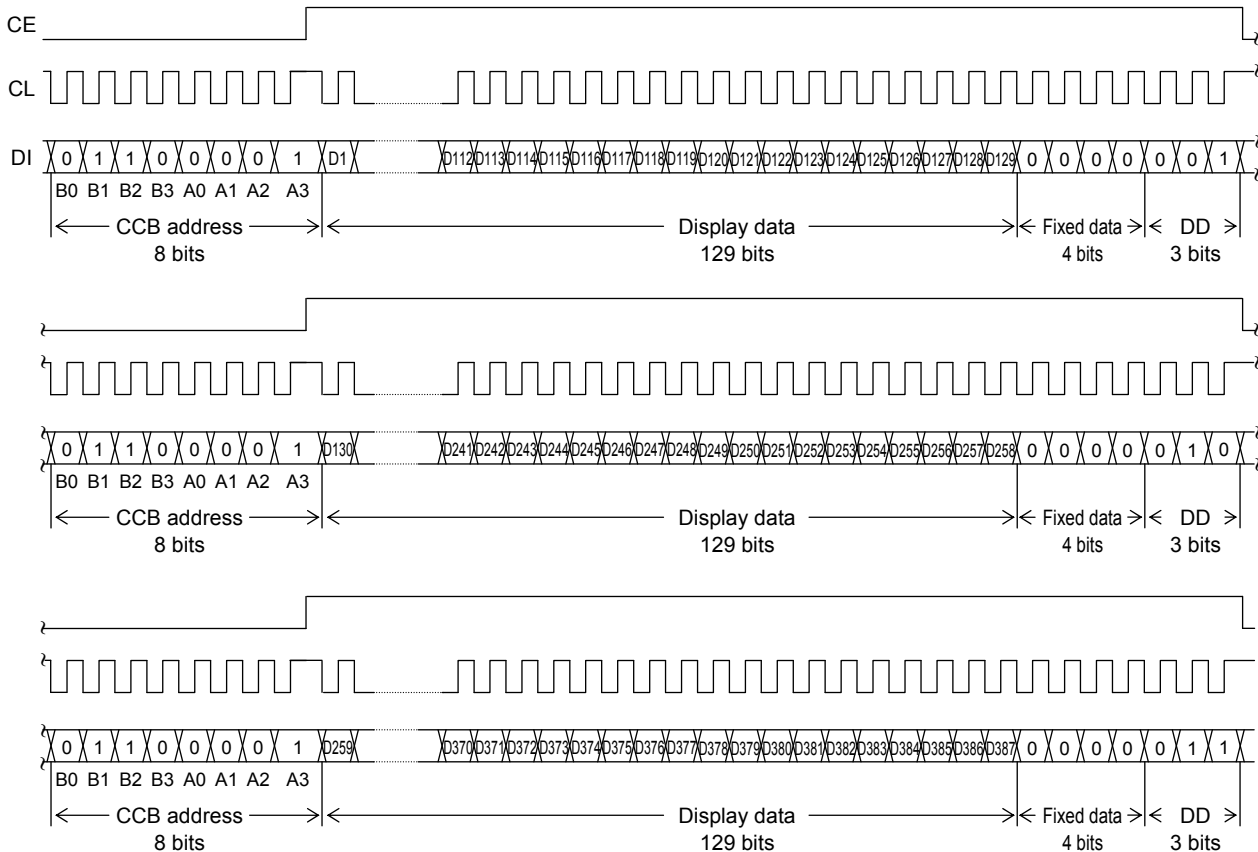 CE
CL
DI 0 1 1 0 0 0 0 1 D1 D112 D113 D114 D115 D116 D117 D118 D119 D120 D121 D122 D123 D124 D125 D126 D127 D128 D129 0 0 0 0 0 0 1
B0 B1 B2 B3 A0 A1 A2 A3
CCB address Display data Fixed data DD
8 bits 129 bits 4 bits 3 bits
0 1 1 0 0 0 0 1 D130 D241 D242 D243 D244 D245 D246 D247 D248 D249 D250 D251 D252 D253 D254 D255 D256 D257 D258 0 0 0 0 0 1 0
B0 B1 B2 B3 A0 A1 A2 A3
CCB address Display data Fixed data DD
8 bits 129 bits 4 bits 3 bits
0 1 1 0 0 0 0 1 D259 D370 D371 D372 D373 D374 D375 D376 D377 D378 D379 D380 D381 D382 D383 D384 D385 D386 D387 0 0 0 0 0 1 1
B0 B1 B2 B3 A0 A1 A2 A3
CCB address Display data Fixed data DD
8 bits 129 bits 4 bits 3 bits